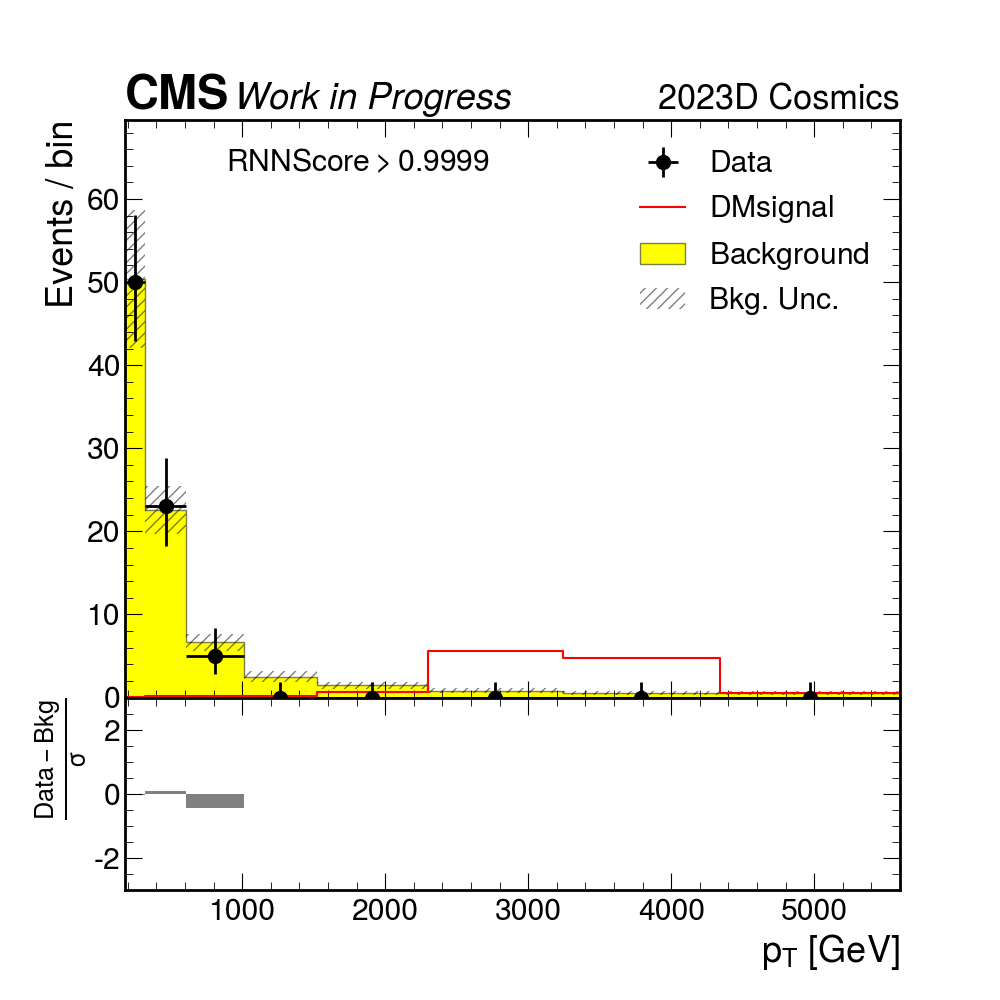 CMS Work in Progress 2023D Cosmics
RNNScore > 0.9999
Data
DMsignal
Background
Bkg. Unc.
Events / bin
60
50
40
30
20
10
0
Data – Bkg
σ
2
0
-2
1000 2000 3000 4000 5000
pT [GeV]